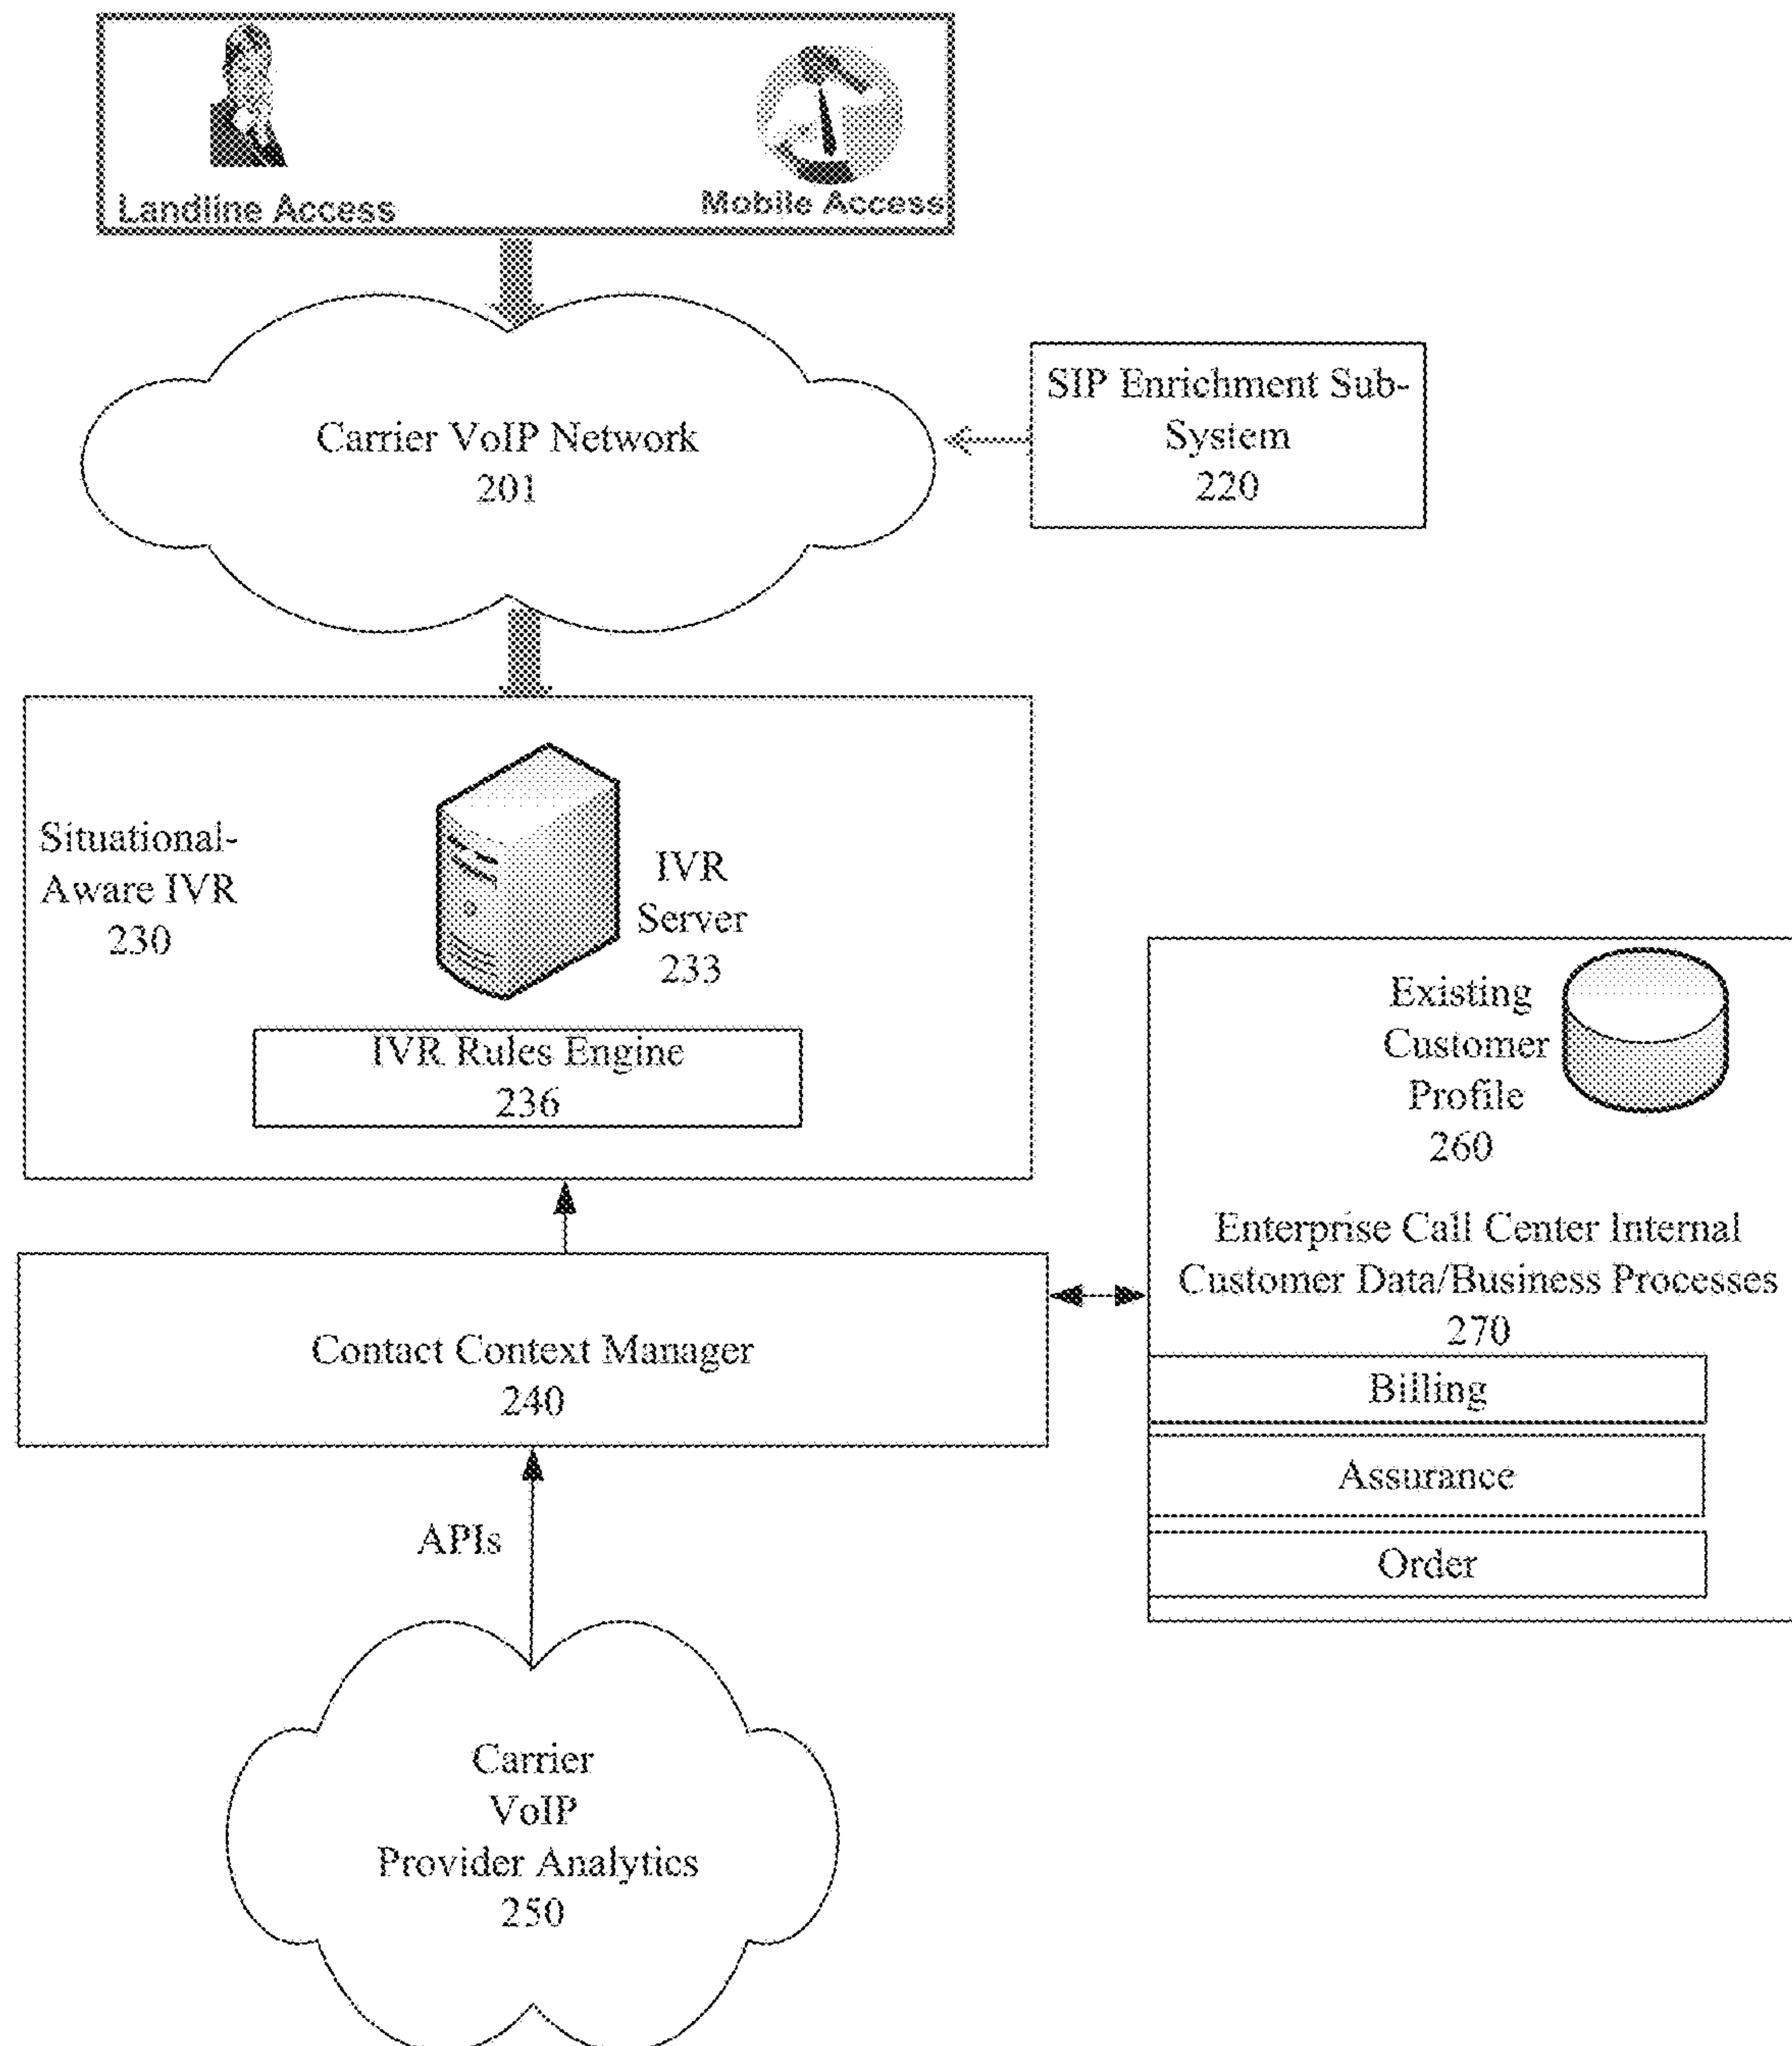 Landline Access
Mobile Access
Carrier VoIP Network
201
SIP Enrichment Sub-
System
220
Situational-
Aware IVR
230
IVR
Server
233
IVR Rules Engine
236
Existing
Customer
Profile
260
Enterprise Call Center Internal
Customer Data/Business Processes
270
Billing
Assurance
Order
Contact Context Manager
240
APIs
Carrier
VoIP
Provider Analytics
250